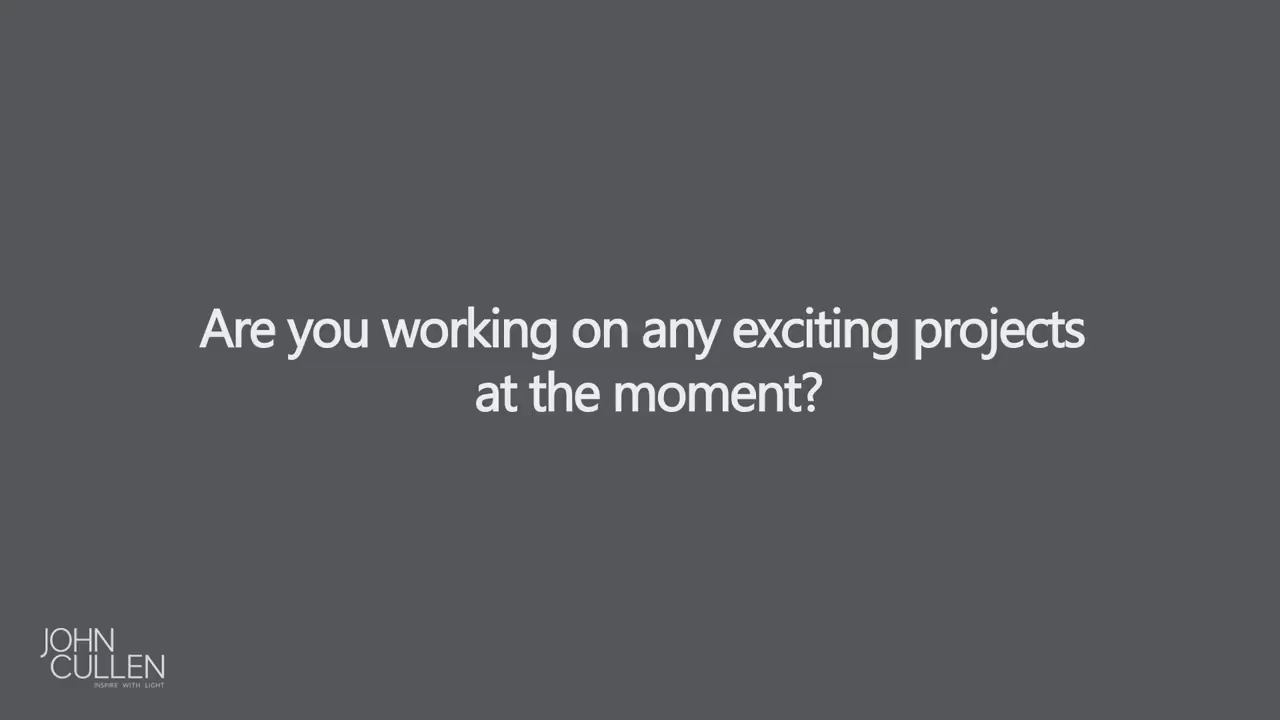 Are you working on any exciting projects
at the moment?
JOHN
CULLEN
INSPIRE WITH LIGHT